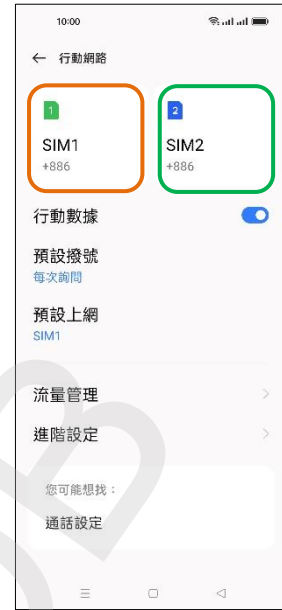 10:00
← 行動網路
1
2
SIM1
SIM2
+886
+886
行動數據
預設撥號
每次詢問
預設上網
SIM1
流量管理
進階設定
您可能想找：
通話設定